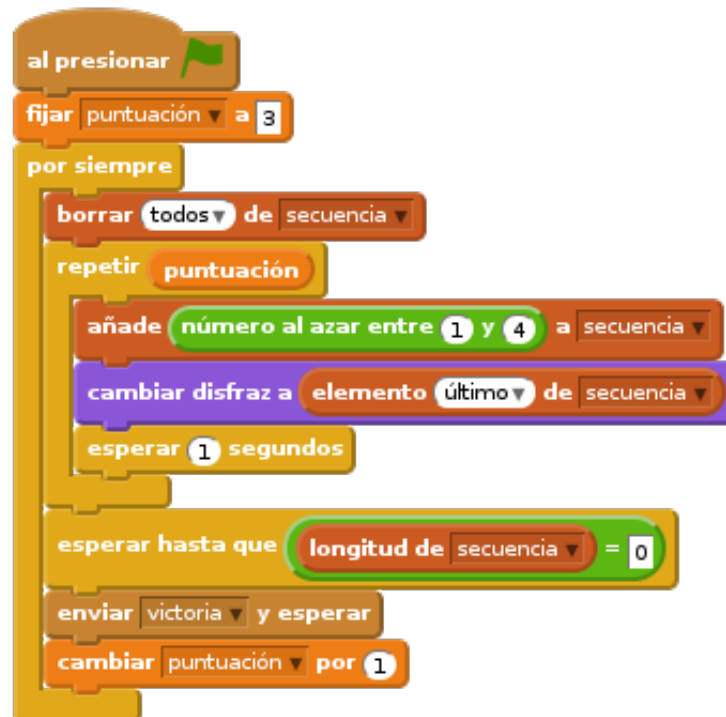 al presionar
fijar puntuación a 3
por siempre
borrar todos de secuencia
repetir puntuación
añade número al azar entre 1 y 4 a secuencia
cambiar disfraz a elemento último de secuencia
esperar 1 segundos
esperar hasta que longitud de secuencia = 0
enviar victoria y esperar
cambiar puntuación por 1